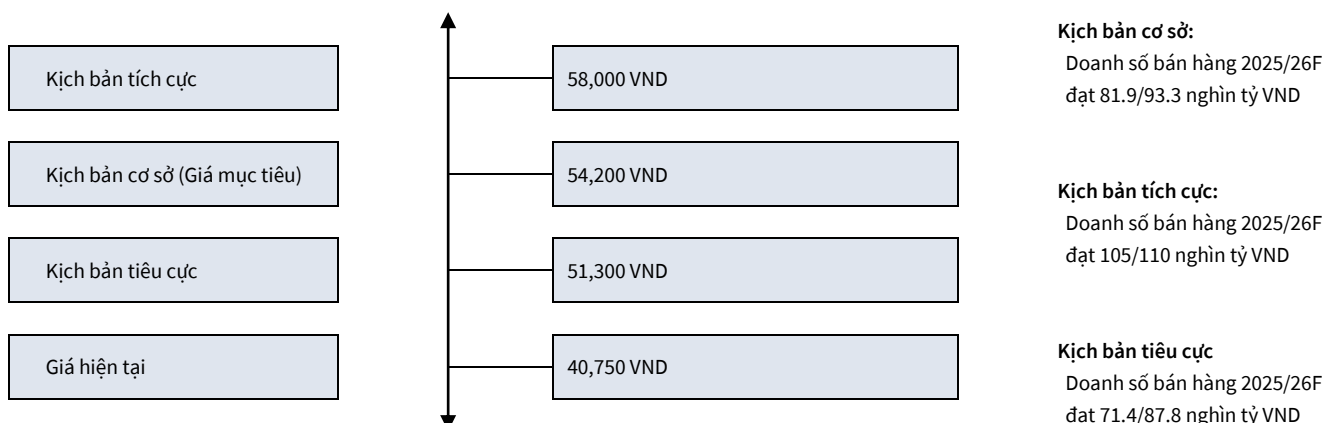 Kịch bản tích cực
58,000 VND
Kịch bản cơ sở (Giá mục tiêu)
54,200 VND
Kịch bản tiêu cực
51,300 VND
Giá hiện tại
40,750 VND
Kịch bản cơ sở:
Doanh số bán hàng 2025/26F
đạt 81.9/93.3 nghìn tỷ VND
Kịch bản tích cực:
Doanh số bán hàng 2025/26F
đạt 105/110 nghìn tỷ VND
Kịch bản tiêu cực
Doanh số bán hàng 2025/26F
đạt 71.4/87.8 nghìn tỷ VND